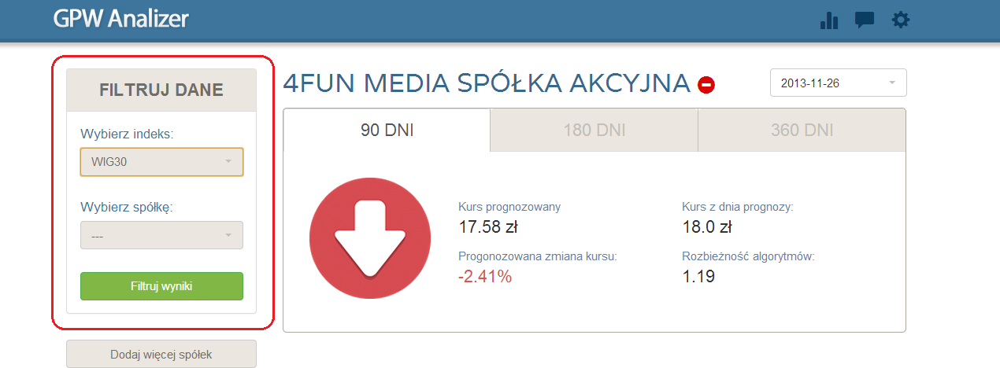 GPW Analizer
FILTRUJ DANE
Wybierz indeks:
WIG30
Wybierz spółkę:
---
Filtruj wyniki
Dodaj więcej spółek
4FUN MEDIA SPÓŁKA AKCYJNA
2013-11-26
90 DNI
180 DNI
360 DNI
Kurs prognozowany
17.58 zł
Kurs z dnia prognozy:
18.0 zł
Progonozowana zmiana kursu:
-2.41%
Rozbieżność algorytmów:
1.19